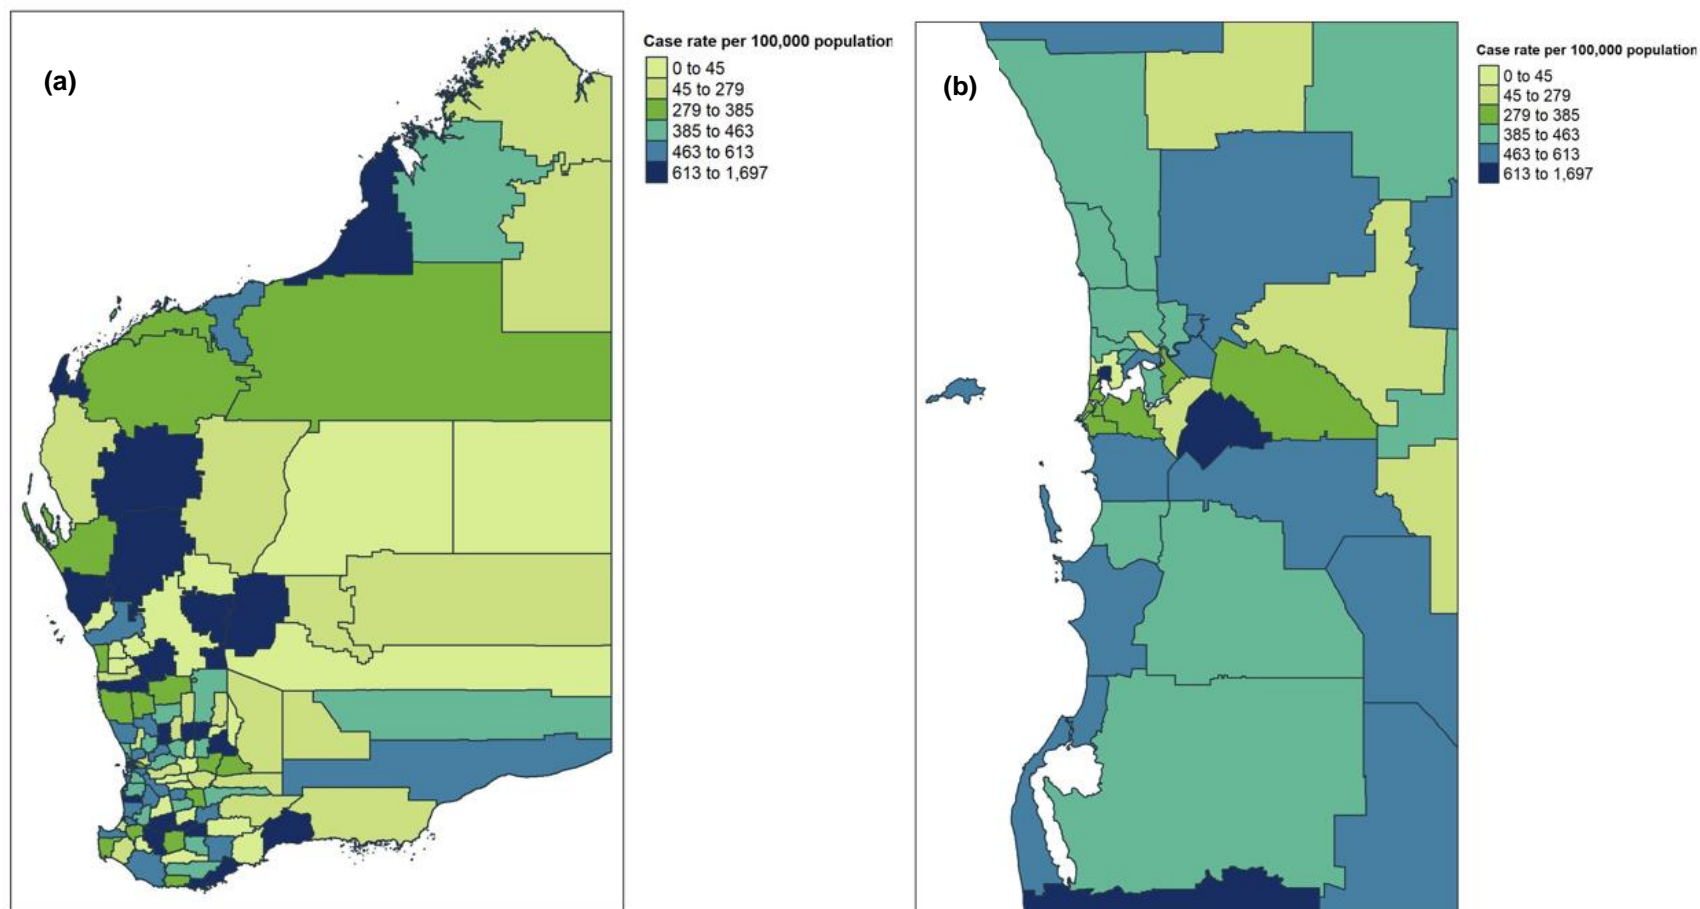 (a)
Case rate per 100,000 population
0 to 45
45 to 279
279 to 385
385 to 463
463 to 613
613 to 1,697
(b)
Case rate per 100,000 population
0 to 45
45 to 279
279 to 385
385 to 463
463 to 613
613 to 1,697